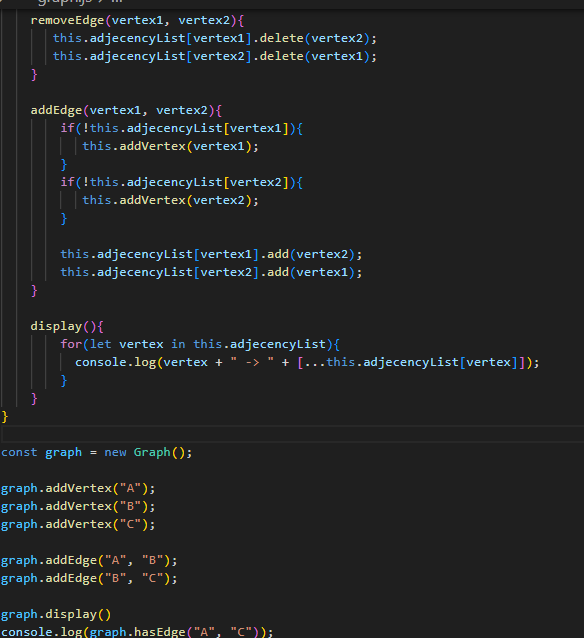 removeEdge(vertex1, vertex2){
this.adjecencyList[vertex1].delete(vertex2);
this.adjecencyList[vertex2].delete(vertex1);
}
addEdge(vertex1, vertex2){
if(!this.adjecencyList[vertex1]){
this.addVertex(vertex1);
}
if(!this.adjecencyList[vertex2]){
this.addVertex(vertex2);
}
this.adjecencyList[vertex1].add(vertex2);
this.adjecencyList[vertex2].add(vertex1);
}
display(){
for(let vertex in this.adjecencyList){
console.log(vertex + " -> " + [...this.adjecencyList[vertex]]);
}
}
}
const graph = new Graph();
graph.addVertex("A");
graph.addVertex("B");
graph.addVertex("C");
graph.addEdge("A", "B");
graph.addEdge("B", "C");
graph.display()
console.log(graph.hasEdge("A", "C"));